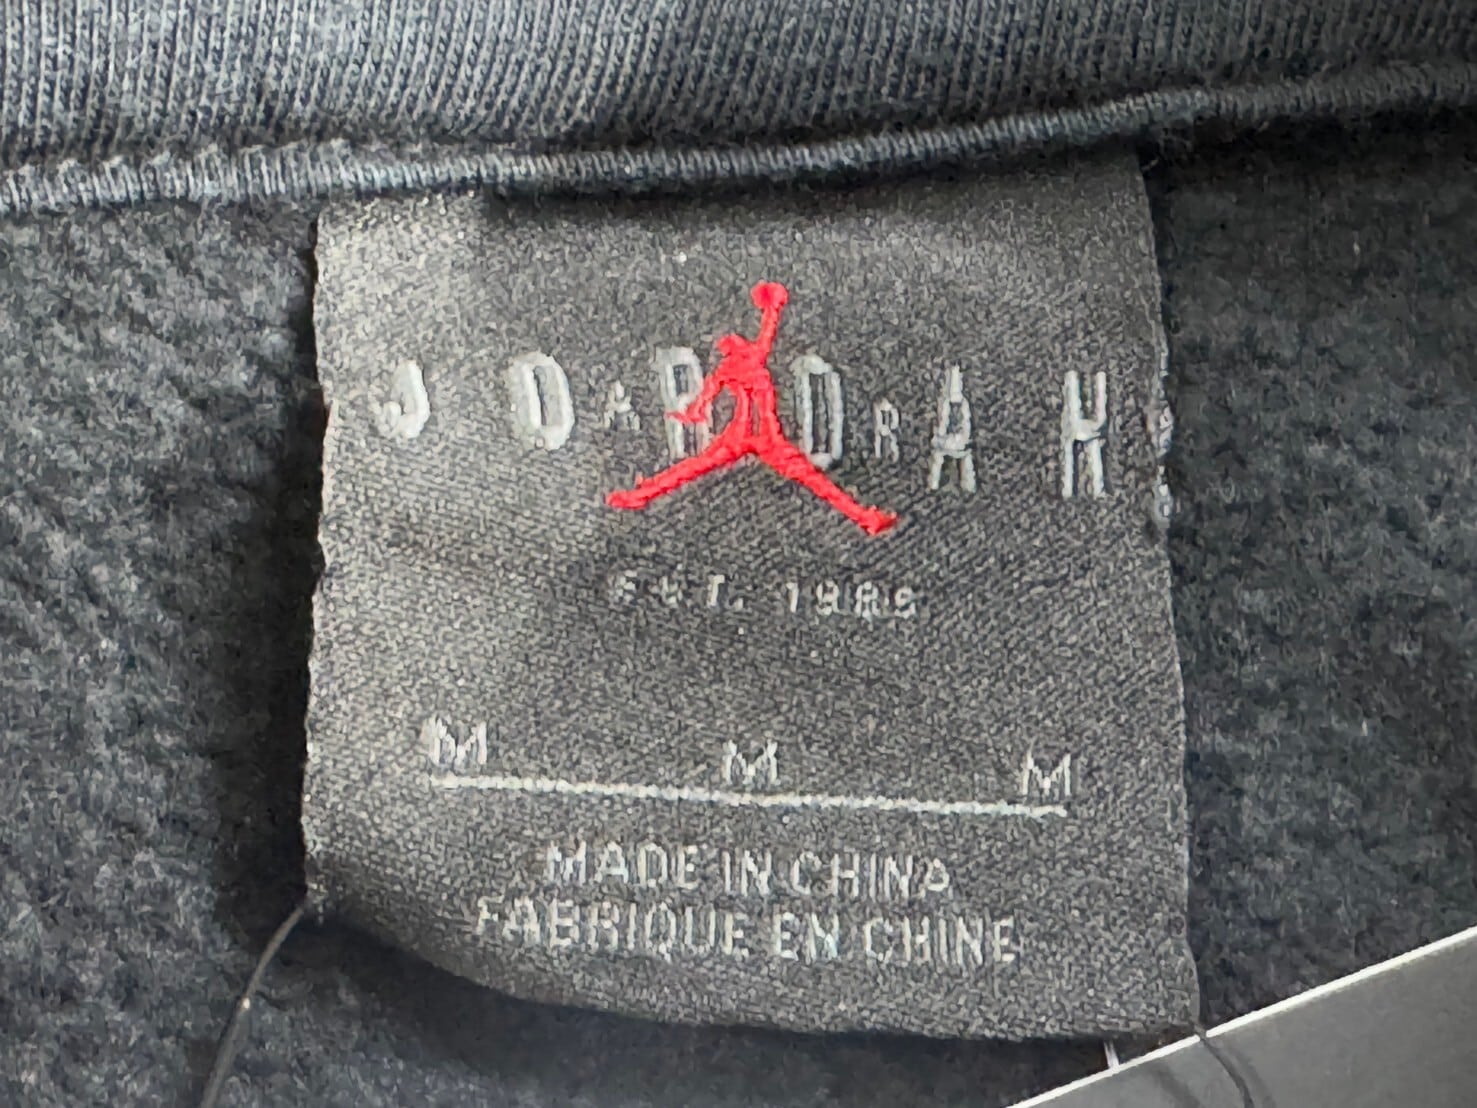 J O A R I D R A N
EST. 1985
M M M
MADE IN CHINA
FABRIQUE EN CHINE